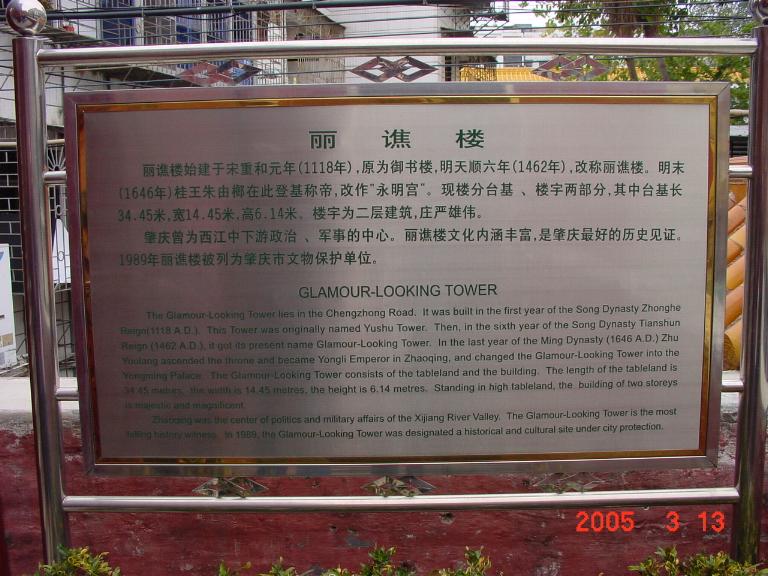 丽 谯 楼
丽谯楼始建于宋重和元年(1118年),原为御书楼,明天顺六年(1462年),改称丽谯楼。明末
(1646年)桂王朱由榔在此登基称帝,改作"永明宫"。现楼分台基、楼宇两部分,其中台基长
34.45米,宽14.45米,高6.14米。楼宇为二层建筑,庄严雄伟。
肇庆曾为西江中下游政治、军事的中心。丽谯楼文化内涵丰富,是肇庆最好的历史见证。
1989年丽谯楼被列为肇庆市文物保护单位。
GLAMOUR-LOOKING TOWER
The Glamour-Looking Tower lies in the Chengzhong Road. It was built in the first year of the Song Dynasty Zhonghe
Reign(1118 A.D.). This Tower was originally named Yushu Tower. Then, in the sixth year of the Song Dynasty Tianshun
Reign (1462 A.D.), it got its present name Glamour-Looking Tower. In the last year of the Ming Dynasty (1646 A.D.) Zhu
Youlang ascended the throne and became Yongli Emperor in Zhaoqing, and changed the Glamour-Looking Tower into the
Yongming Palace. The Glamour-Looking Tower consists of the tableland and the building. The length of the tableland is
34.45 metres, the width is 14.45 metres, the height is 6.14 metres. Standing in high tableland, the building of two storeys
is majestic and magnificent.
Zhaoqing was the center of politics and military affairs of the Xijiang River Valley. The Glamour-Looking Tower is the most
telling history witness. In 1989, the Glamour-Looking Tower was designated a historical and cultural site under city protection.
2005 3 13